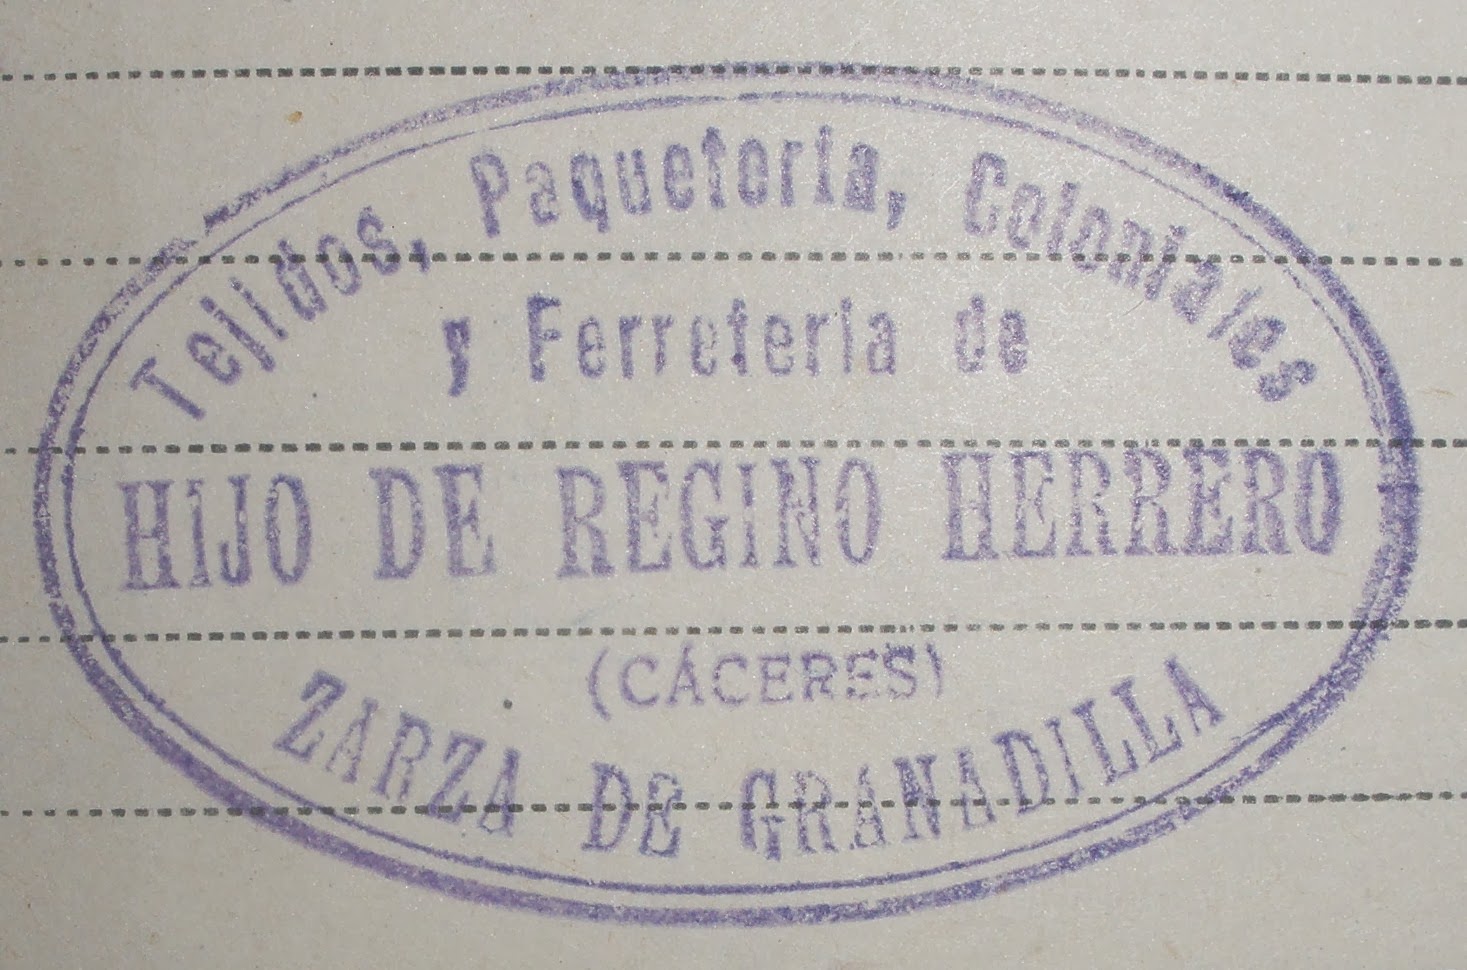 Tejidos, Paquetería, Coloniales
y Ferretería de
HIJO DE REGINO HERRERO
(CÁCERES)
ZARZA DE GRANADILLA